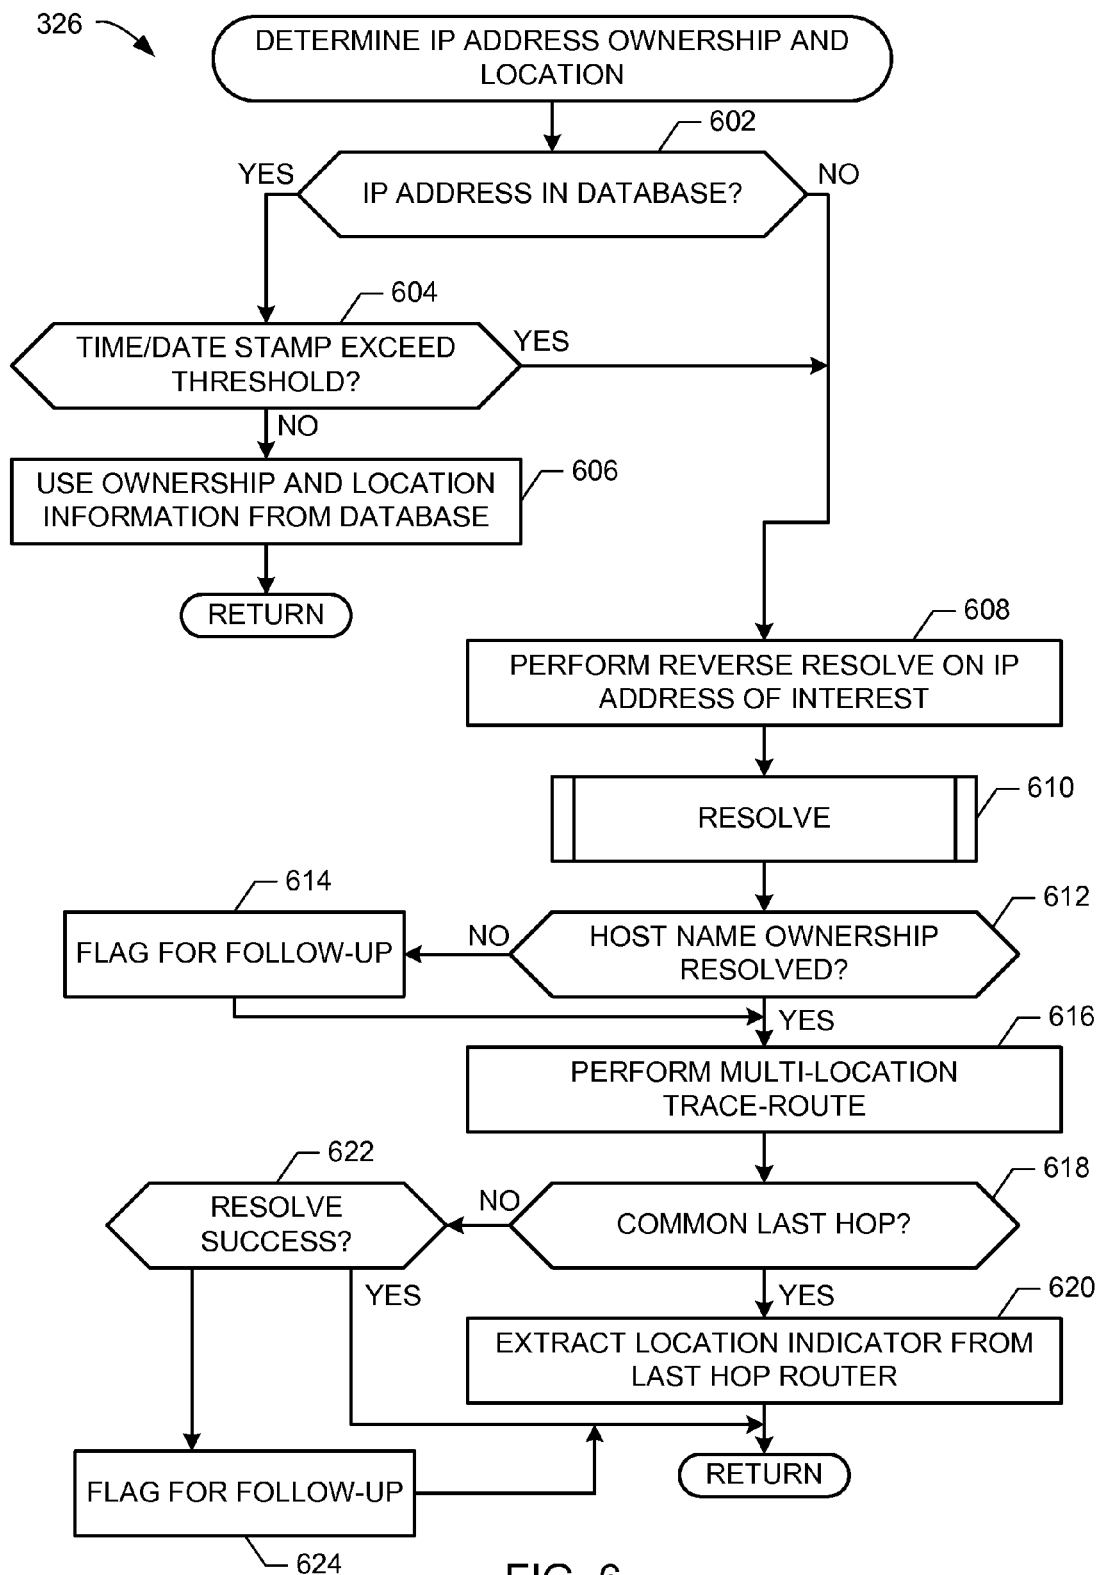 326
DETERMINE IP ADDRESS OWNERSHIP AND
LOCATION
602
YES
IP ADDRESS IN DATABASE?
NO
604
TIME/DATE STAMP EXCEED
THRESHOLD?
YES
NO
USE OWNERSHIP AND LOCATION
INFORMATION FROM DATABASE
606
RETURN
608
PERFORM REVERSE RESOLVE ON IP
ADDRESS OF INTEREST
610
RESOLVE
614
612
FLAG FOR FOLLOW-UP
NO
HOST NAME OWNERSHIP
RESOLVED?
YES
616
PERFORM MULTI-LOCATION
TRACE-ROUTE
622
618
RESOLVE
SUCCESS?
NO
COMMON LAST HOP?
YES
YES
620
EXTRACT LOCATION INDICATOR FROM
LAST HOP ROUTER
FLAG FOR FOLLOW-UP
RETURN
624
FIG. 6